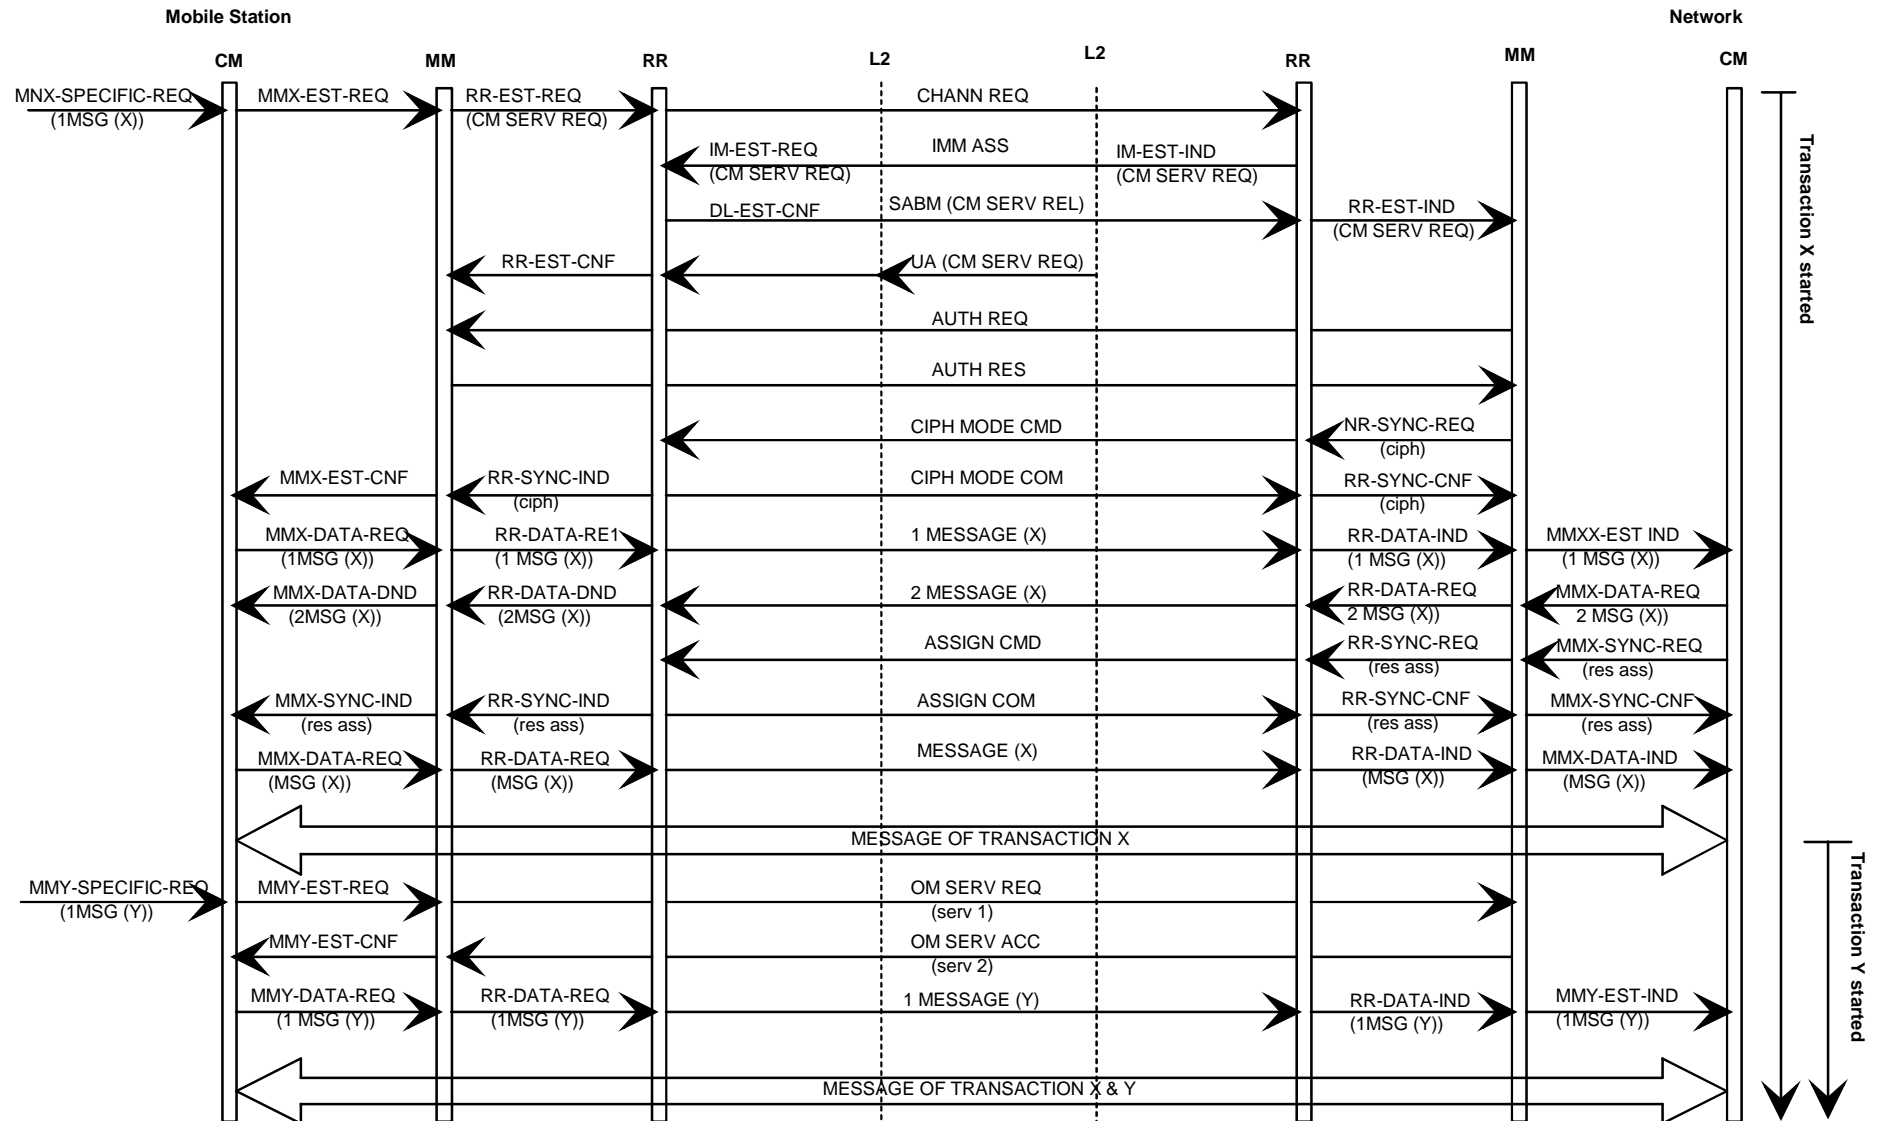 Mobile Station
Network
CM
MM
RR
L2
L2
RR
MM
CM
MNX-SPECIFIC-REQ
(1MSG (X))
MMX-EST-REQ
RR-EST-REQ
(CM SERV REQ)
CHANN REQ
IM-EST-REQ
(CM SERV REQ)
IMM ASS
IM-EST-IND
(CM SERV REQ)
DL-EST-CNF
SABM (CM SERV REL)
RR-EST-IND
(CM SERV REQ)
RR-EST-CNF
UA (CM SERV REQ)
AUTH REQ
AUTH RES
CIPH MODE CMD
NR-SYNC-REQ
(ciph)
MMX-EST-CNF
RR-SYNC-IND
(ciph)
CIPH MODE COM
RR-SYNC-CNF
(ciph)
MMX-DATA-REQ
(1MSG (X))
RR-DATA-RE1
(1 MSG (X))
1 MESSAGE (X)
RR-DATA-IND
(1 MSG (X))
MMXX-EST IND
(1 MSG (X))
MMX-DATA-DND
(2MSG (X))
RR-DATA-DND
(2MSG (X))
2 MESSAGE (X)
RR-DATA-REQ
2 MSG (X))
MMX-DATA-REQ
2 MSG (X))
ASSIGN CMD
RR-SYNC-REQ
(res ass)
MMX-SYNC-REQ
(res ass)
MMX-SYNC-IND
(res ass)
RR-SYNC-IND
(res ass)
ASSIGN COM
RR-SYNC-CNF
(res ass)
MMX-SYNC-CNF
(res ass)
MMX-DATA-REQ
(MSG (X))
RR-DATA-REQ
(MSG (X))
MESSAGE (X)
RR-DATA-IND
(MSG (X))
MMX-DATA-IND
(MSG (X))
MESSAGE OF TRANSACTION X
MMY-SPECIFIC-REQ
(1MSG (Y))
MMY-EST-REQ
OM SERV REQ
(serv 1)
MMY-EST-CNF
OM SERV ACC
(serv 2)
MMY-DATA-REQ
(1 MSG (Y))
RR-DATA-REQ
(1MSG (Y))
1 MESSAGE (Y)
RR-DATA-IND
(1MSG (Y))
MMY-EST-IND
(1MSG (Y))
MESSAGE OF TRANSACTION X & Y
Transaction X started
Transaction Y started